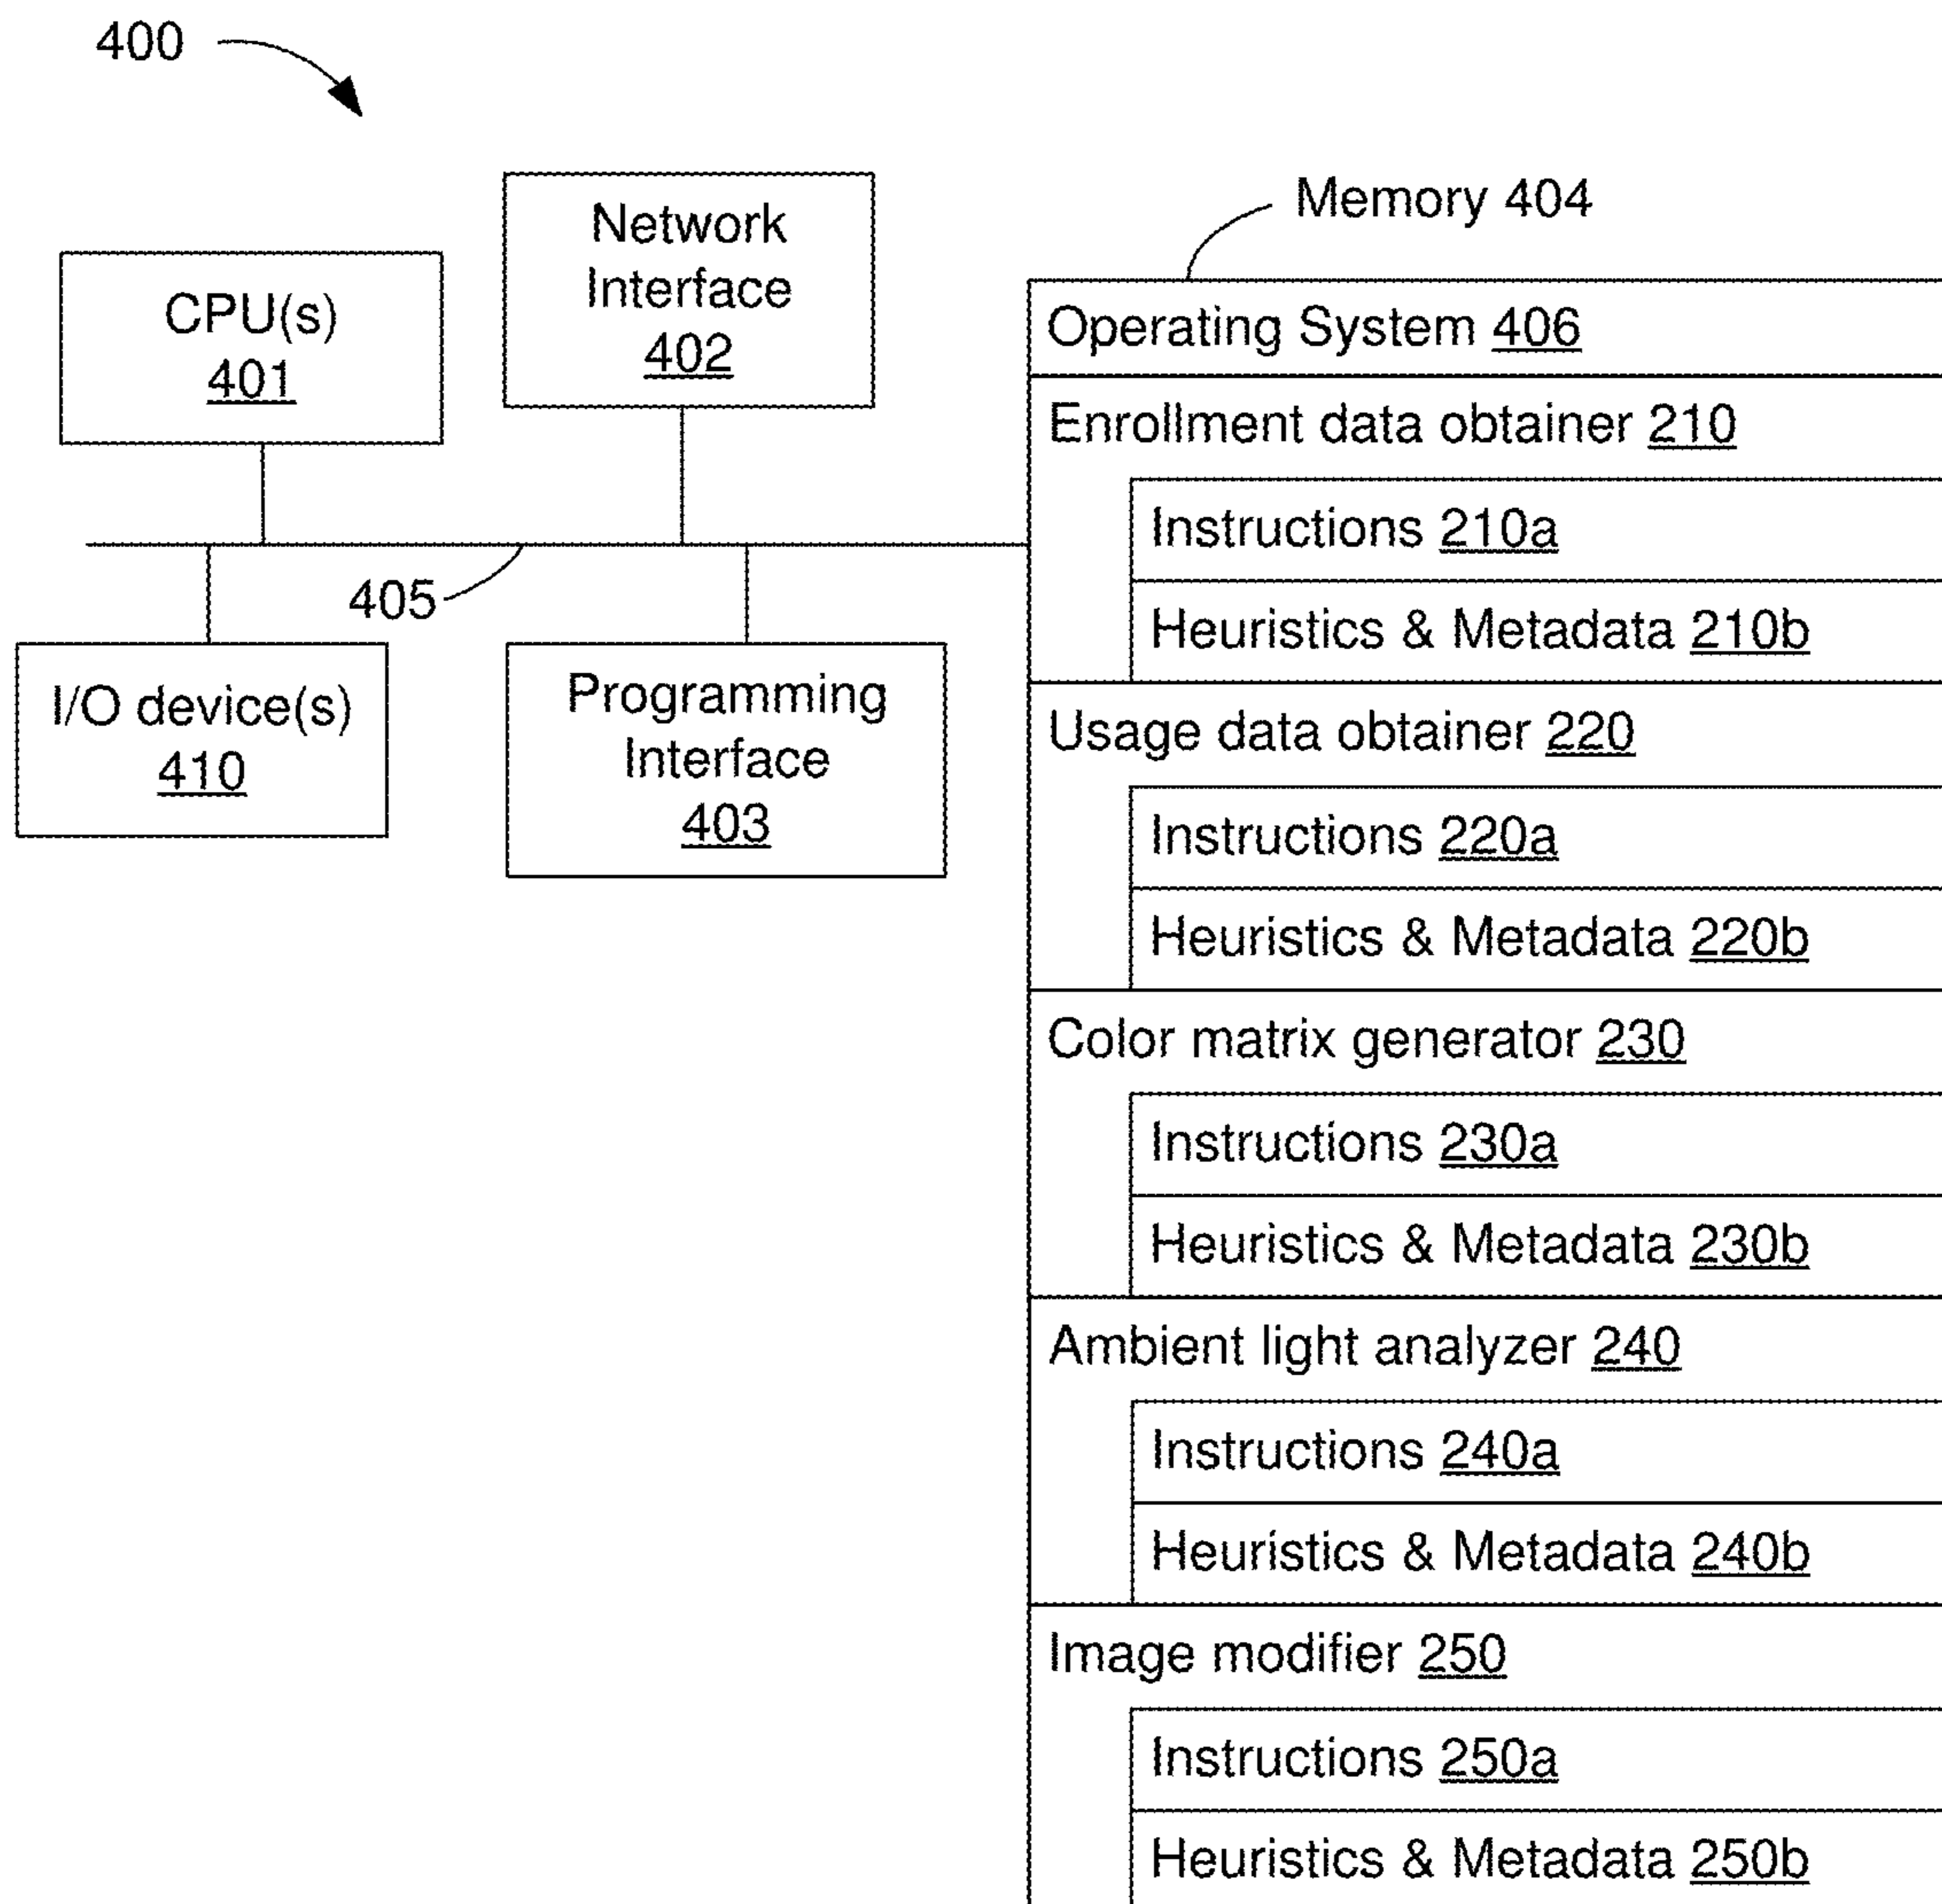 400
CPU(s)
401
Network
Interface
402
405
I/O device(s)
410
Programming
Interface
403
Memory 404
Operating System 406
Enrollment data obtainer 210
Instructions 210a
Heuristics & Metadata 210b
Usage data obtainer 220
Instructions 220a
Heuristics & Metadata 220b
Color matrix generator 230
Instructions 230a
Heuristics & Metadata 230b
Ambient light analyzer 240
Instructions 240a
Heuristics & Metadata 240b
Image modifier 250
Instructions 250a
Heuristics & Metadata 250b